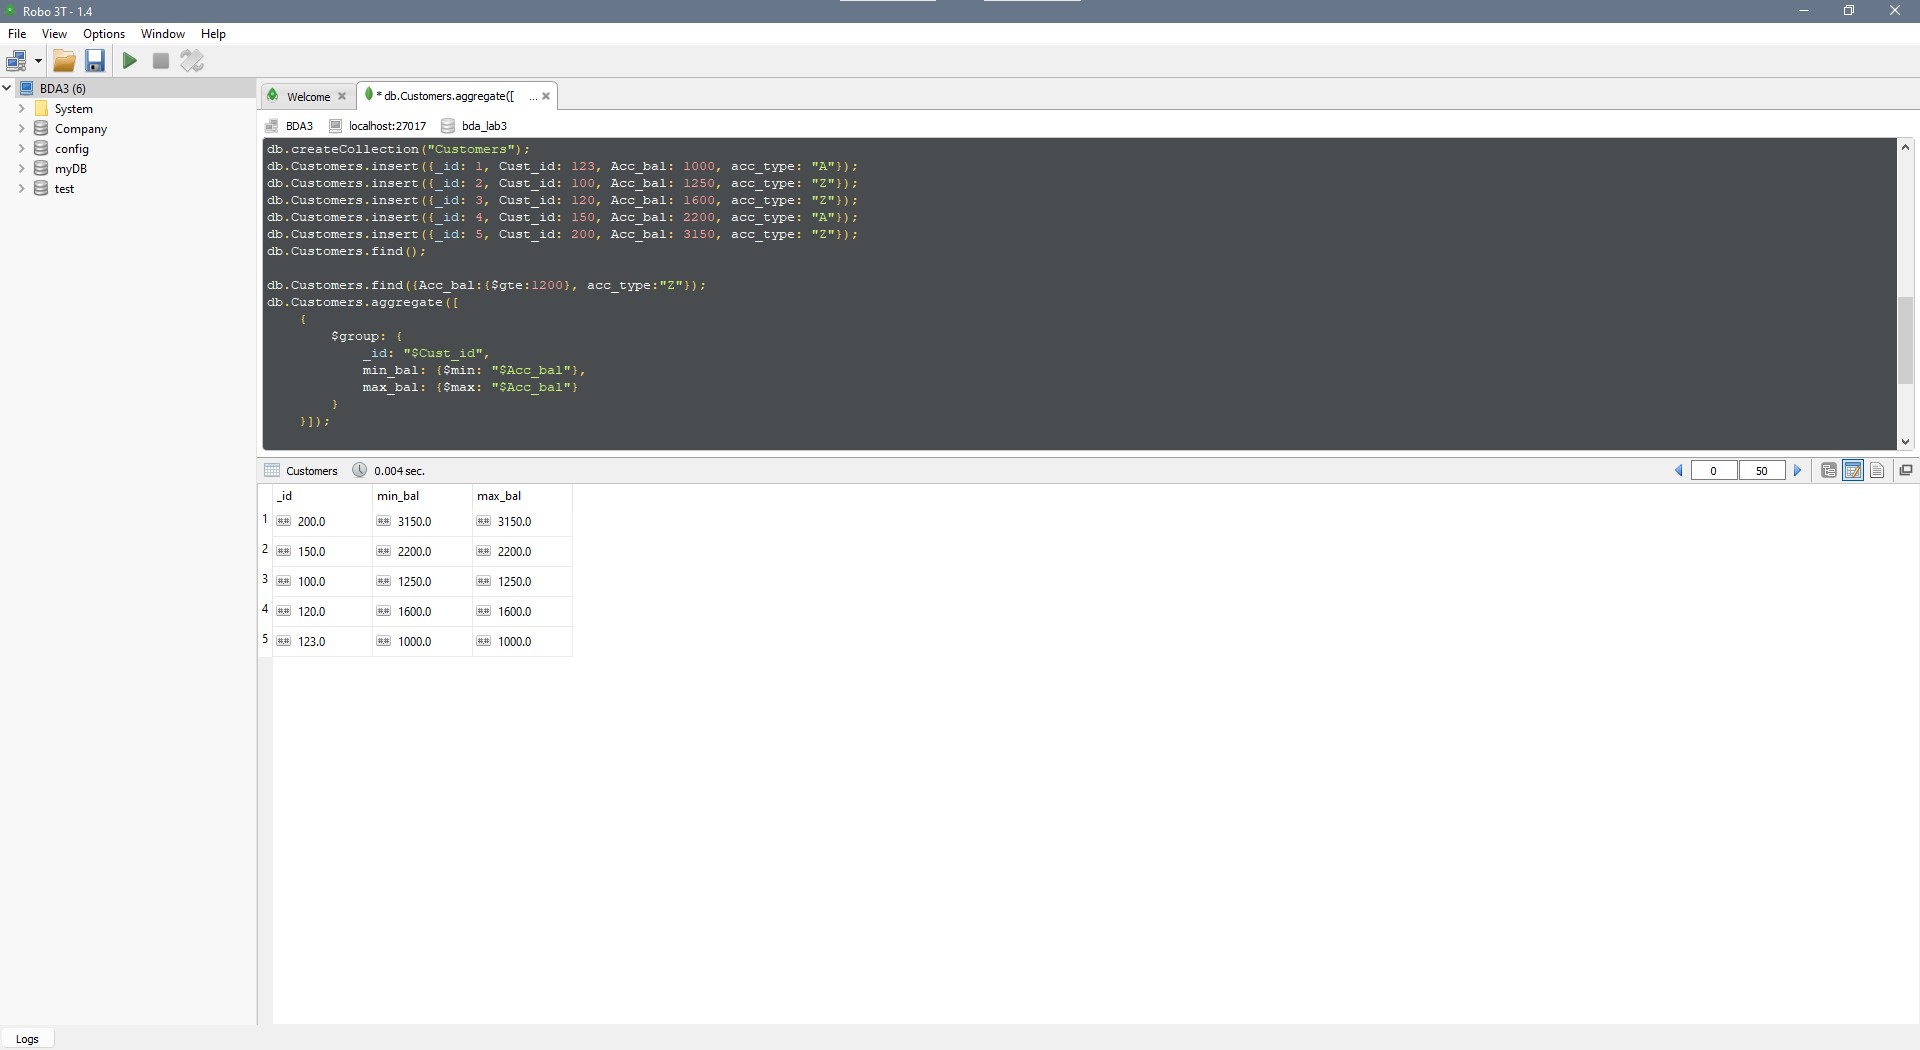 Robo 3T - 1.4
File View Options Window Help
BDA3 (6)
System
Company
config
myDB
test
Welcome * db.Customers.aggregate([ ...
BDA3 localhost:27017 bda_lab3
db.createCollection("Customers");
db.Customers.insert({_id: 1, Cust_id: 123, Acc_bal: 1000, acc_type: "A"});
db.Customers.insert({_id: 2, Cust_id: 100, Acc_bal: 1250, acc_type: "Z"});
db.Customers.insert({_id: 3, Cust_id: 120, Acc_bal: 1600, acc_type: "Z"});
db.Customers.insert({_id: 4, Cust_id: 150, Acc_bal: 2200, acc_type: "A"});
db.Customers.insert({_id: 5, Cust_id: 200, Acc_bal: 3150, acc_type: "Z"});
db.Customers.find();
db.Customers.find({Acc_bal:{$gte:1200}, acc_type:"Z"});
db.Customers.aggregate([
{
$group: {
_id: "$Cust_id",
min_bal: {$min: "$Acc_bal"},
max_bal: {$max: "$Acc_bal"}
}
}]);
Customers 0.004 sec. 0 50
_id min_bal max_bal
1 200.0 3150.0 3150.0
2 150.0 2200.0 2200.0
3 100.0 1250.0 1250.0
4 120.0 1600.0 1600.0
5 123.0 1000.0 1000.0
Logs